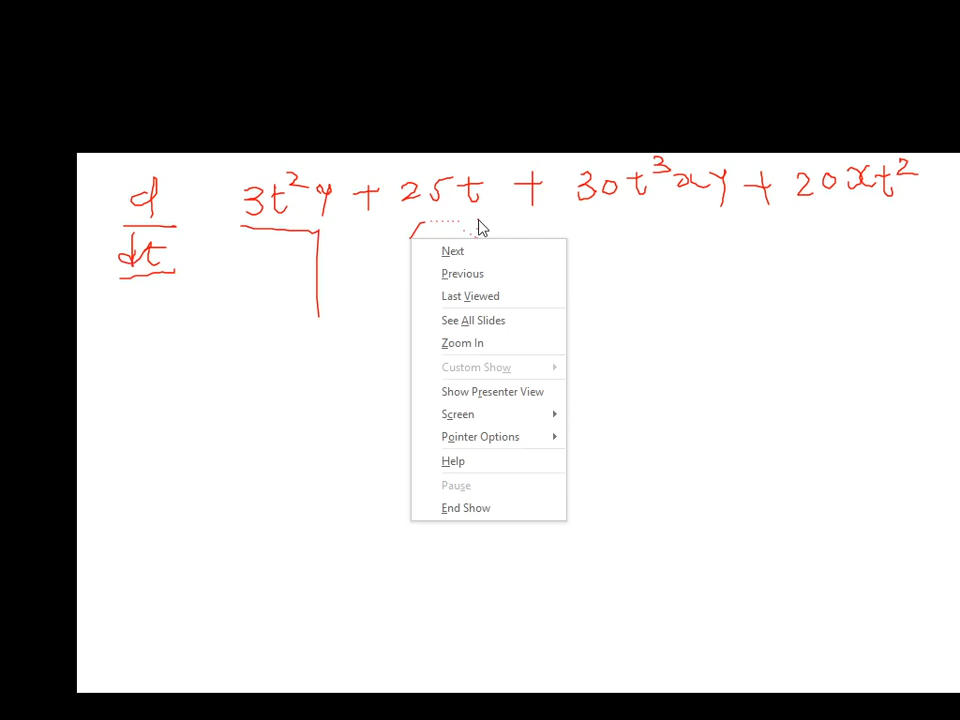 d/dt 3t²y + 25t + 30t³xy + 20xt²
Next
Previous
Last Viewed
See All Slides
Zoom In
Custom Show
Show Presenter View
Screen
Pointer Options
Help
Pause
End Show